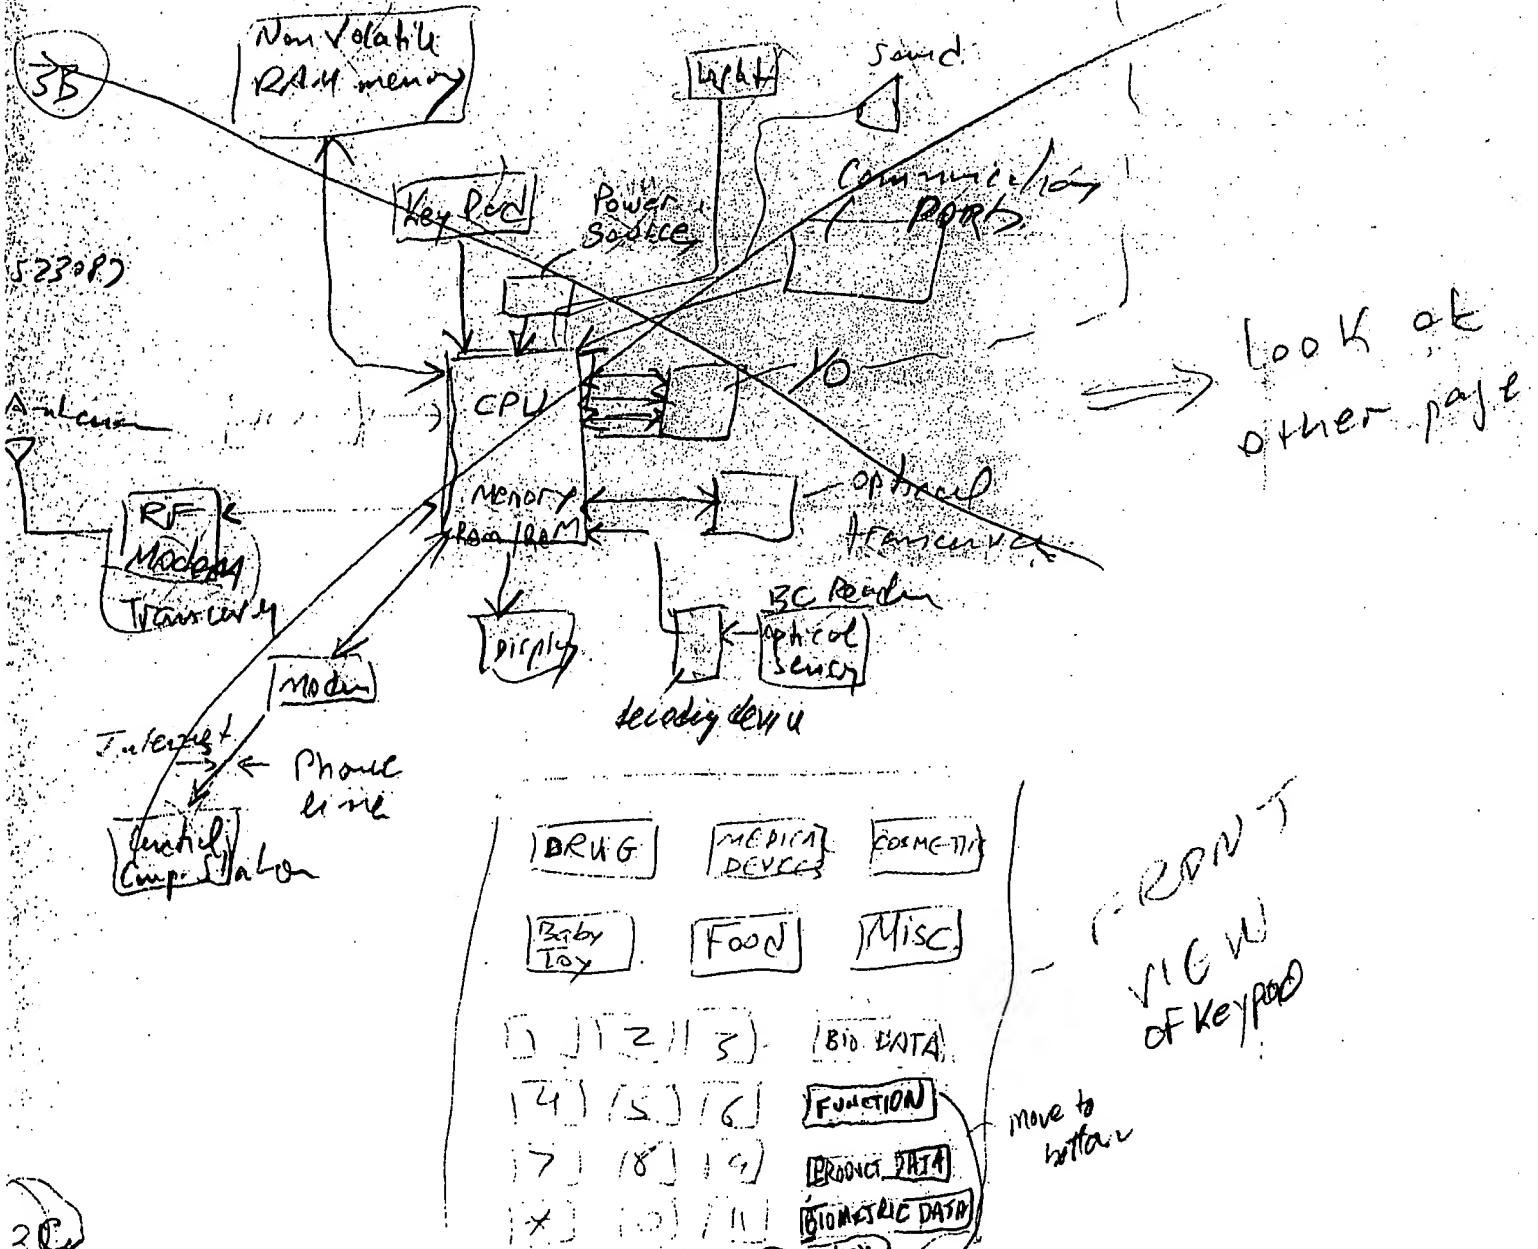 3B
Non Volatile
RAM memory
Light
sound
Key Pad
Power
Source
Communication
Ports
523087
CPU
I/O
look at
other page
Antenna
Memory
ROM/RAM
optical
transceiver
RF
Modem
Transceiver
Display
BC Reader
optical
sensor
Modem
decoding device
Internet
Phone
line
Central
Comp. Station
DRUG
MEDICAL
DEVICES
COSMETIC
Baby
Toy
Food
Misc
FRONT
VIEW
of Keypad
1 2 3 BIO DATA
4 5 6 FUNCTION
move to
bottom
7 8 9 PRODUCT DATA
* 0 11 BIOMETRIC DATA